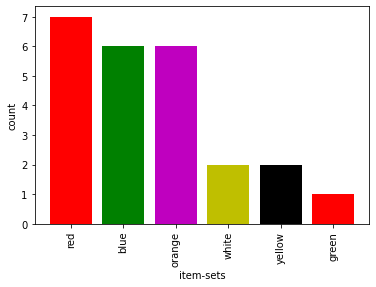 7
6
5
4
3
2
1
0
count
red
blue
orange
white
yellow
green
item-sets